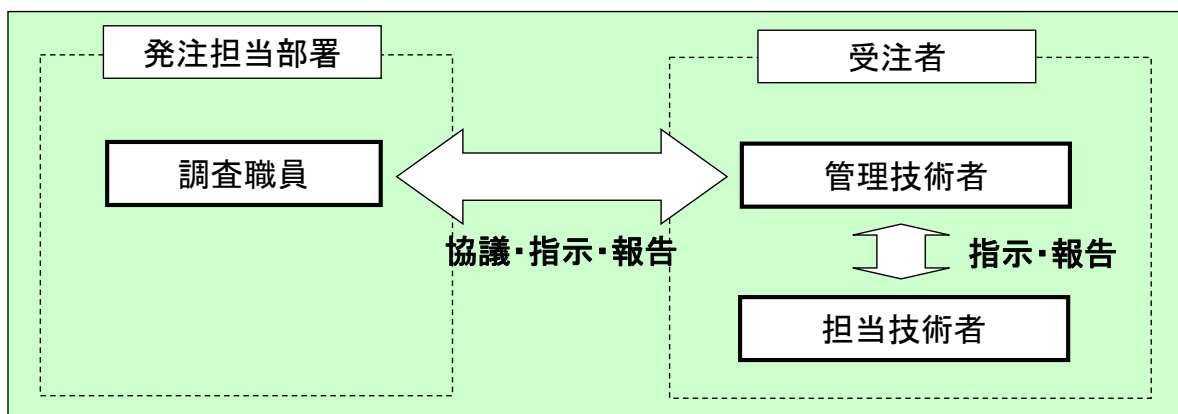 発注担当部署
受注者
調査職員
管理技術者
協議・指示・報告
指示・報告
担当技術者